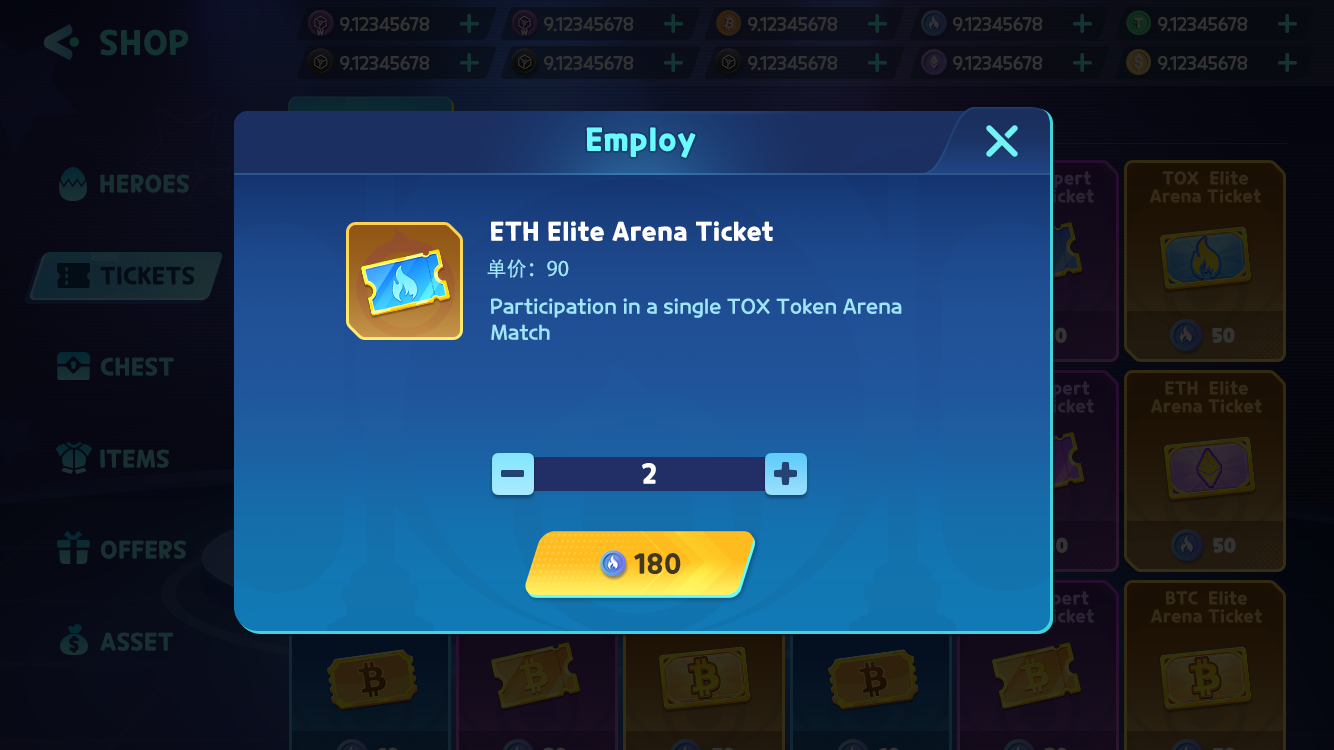 SHOP
9.12345678
9.12345678
9.12345678
9.12345678
9.12345678
9.12345678
9.12345678
9.12345678
9.12345678
9.12345678
HEROES
TICKETS
CHEST
ITEMS
OFFERS
ASSET
Employ
ETH Elite Arena Ticket
单价：90
Participation in a single TOX Token Arena
Match
2
180
TOX Elite
Arena Ticket
50
ETH Elite
Arena Ticket
50
BTC Elite
Arena Ticket